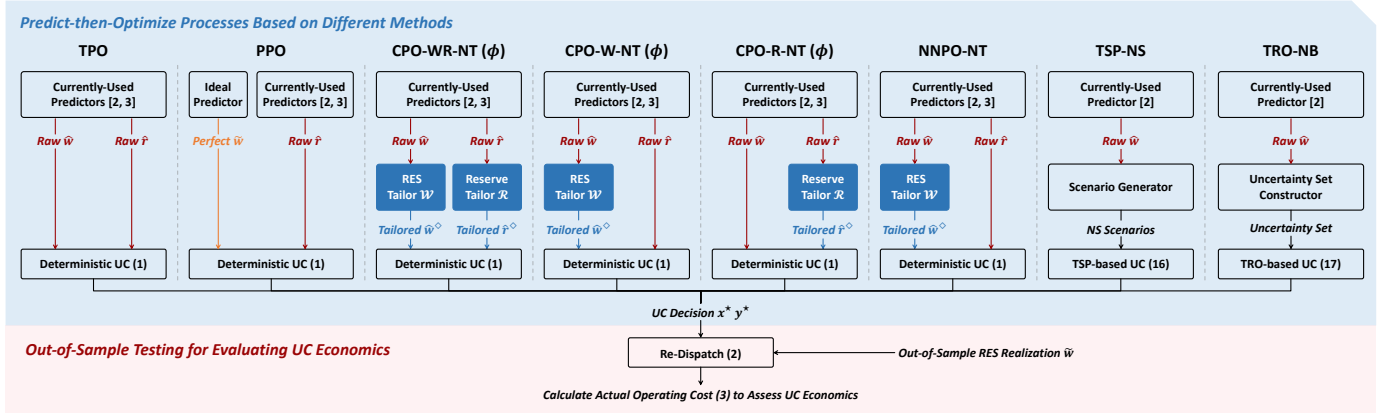 Predict-then-Optimize Processes Based on Different Methods
TPO
PPO
CPO-WR-NT (ϕ)
CPO-W-NT (ϕ)
CPO-R-NT (ϕ)
NNPO-NT
TSP-NS
TRO-NB
Currently-Used
Predictors [2, 3]
Ideal
Predictor
Currently-Used
Predictors [2, 3]
Currently-Used
Predictors [2, 3]
Currently-Used
Predictors [2, 3]
Currently-Used
Predictors [2, 3]
Currently-Used
Predictors [2, 3]
Currently-Used
Predictor [2]
Currently-Used
Predictor [2]
Raw ŵ
Raw r̂
Perfect w̃
Raw r̂
Raw ŵ
Raw r̂
Raw ŵ
Raw r̂
Raw ŵ
Raw r̂
Raw ŵ
Raw r̂
Raw ŵ
Raw ŵ
RES
Tailor 𝒲
Reserve
Tailor ℛ
RES
Tailor 𝒲
Reserve
Tailor ℛ
RES
Tailor 𝒲
Scenario Generator
Uncertainty Set
Constructor
Tailored ŵ◇
Tailored r̂◇
Tailored ŵ◇
Tailored r̂◇
Tailored ŵ◇
NS Scenarios
Uncertainty Set
Deterministic UC (1)
Deterministic UC (1)
Deterministic UC (1)
Deterministic UC (1)
Deterministic UC (1)
Deterministic UC (1)
TSP-based UC (16)
TRO-based UC (17)
UC Decision x* y*
Out-of-Sample Testing for Evaluating UC Economics
Re-Dispatch (2)
Out-of-Sample RES Realization w̃
Calculate Actual Operating Cost (3) to Assess UC Economics